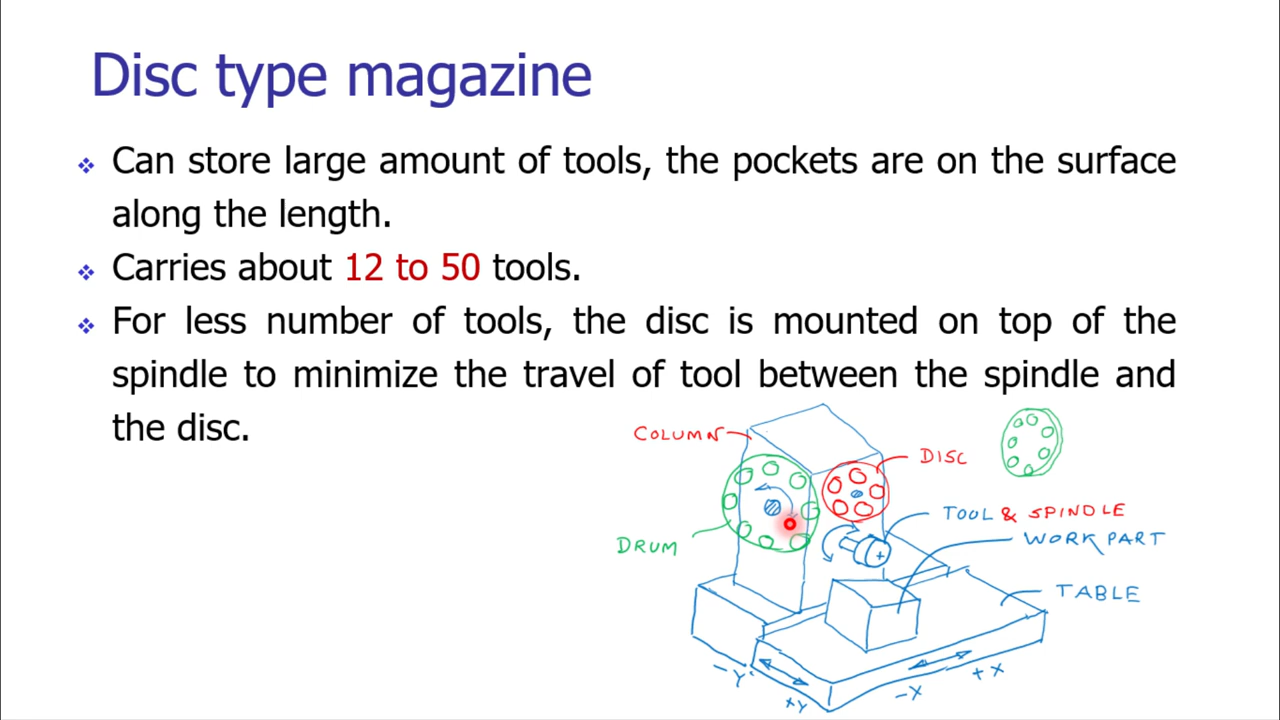 Disc type magazine
❖ Can store large amount of tools, the pockets are on the surface
along the length.
❖ Carries about 12 to 50 tools.
❖ For less number of tools, the disc is mounted on top of the
spindle to minimize the travel of tool between the spindle and
the disc.
COLUMN
DISC
TOOL & SPINDLE
WORK PART
DRUM
TABLE
-Y
+Y
-X
+X